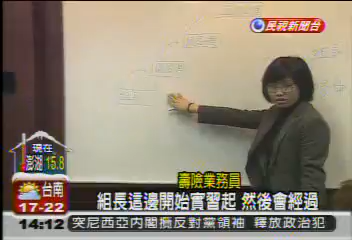 民視新聞台
現在
澎湖 15.8
台南
17-22
14:12
壽險業務員
組長這邊開始實習起 然後會經過
突尼西亞內閣攬反對黨領袖 釋放政治犯